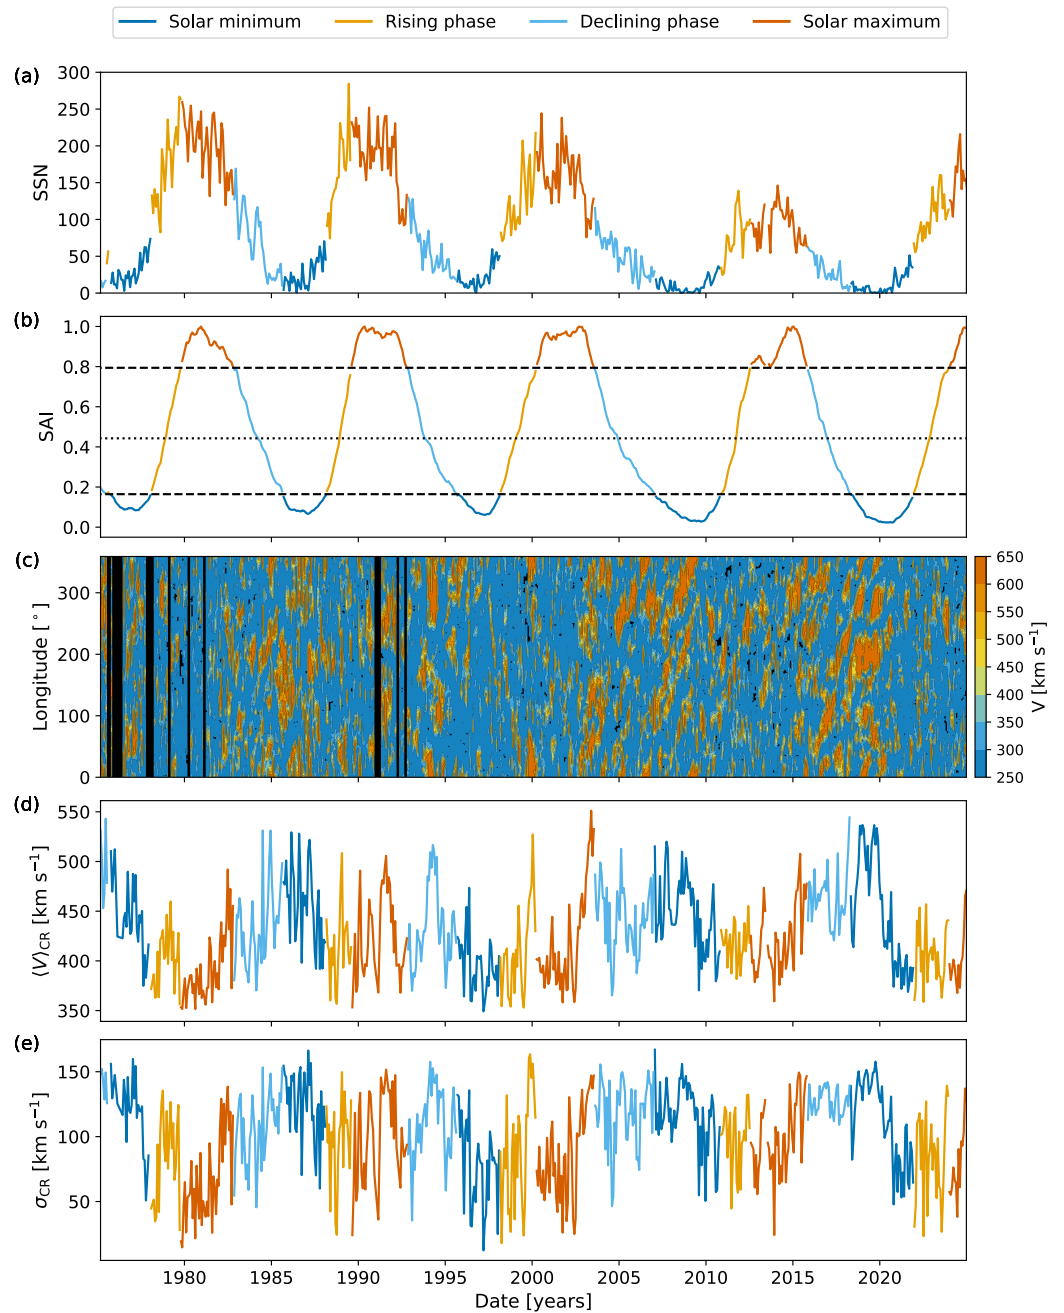 Solar minimum Rising phase Declining phase Solar maximum
(a)
300
250
200
150
100
50
0
SSN
(b)
1.0
0.8
0.6
0.4
0.2
0.0
SAI
(c)
300
200
100
0
Longitude [°]
650
600
550
500
450
400
350
300
250
V [km s⁻¹]
(d)
550
500
450
400
350
⟨V⟩CR [km s⁻¹]
(e)
150
100
50
σCR [km s⁻¹]
1980 1985 1990 1995 2000 2005 2010 2015 2020
Date [years]